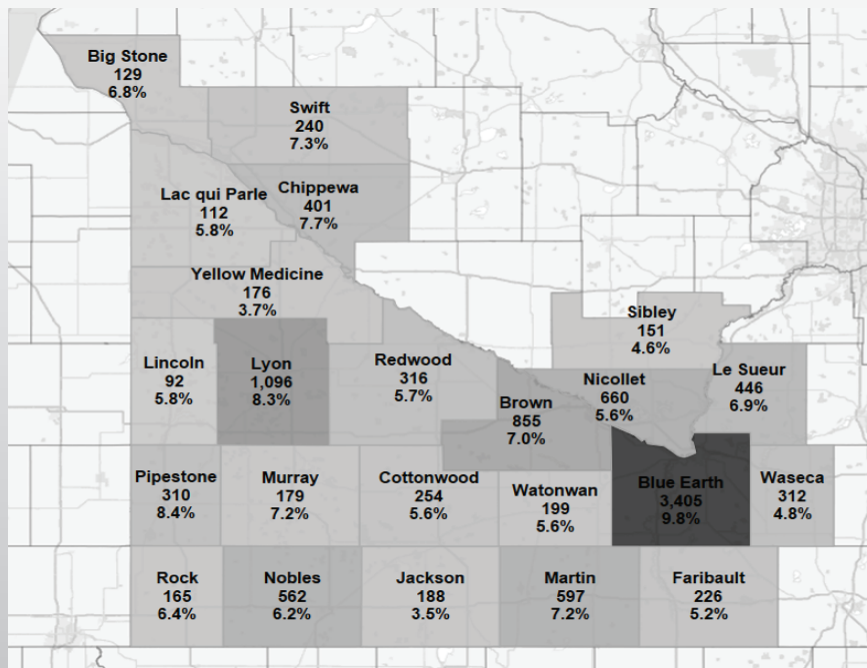 Big Stone
129
6.8%
Swift
240
7.3%
Chippewa
401
7.7%
Lac qui Parle
112
5.8%
Yellow Medicine
176
3.7%
Sibley
151
4.6%
Lincoln
92
5.8%
Lyon
1,096
8.3%
Redwood
316
5.7%
Brown
855
7.0%
Nicollet
660
5.6%
Le Sueur
446
6.9%
Pipestone
310
8.4%
Murray
179
7.2%
Cottonwood
254
5.6%
Watonwan
199
5.6%
Blue Earth
3,405
9.8%
Waseca
312
4.8%
Rock
165
6.4%
Nobles
562
6.2%
Jackson
188
3.5%
Martin
597
7.2%
Faribault
226
5.2%